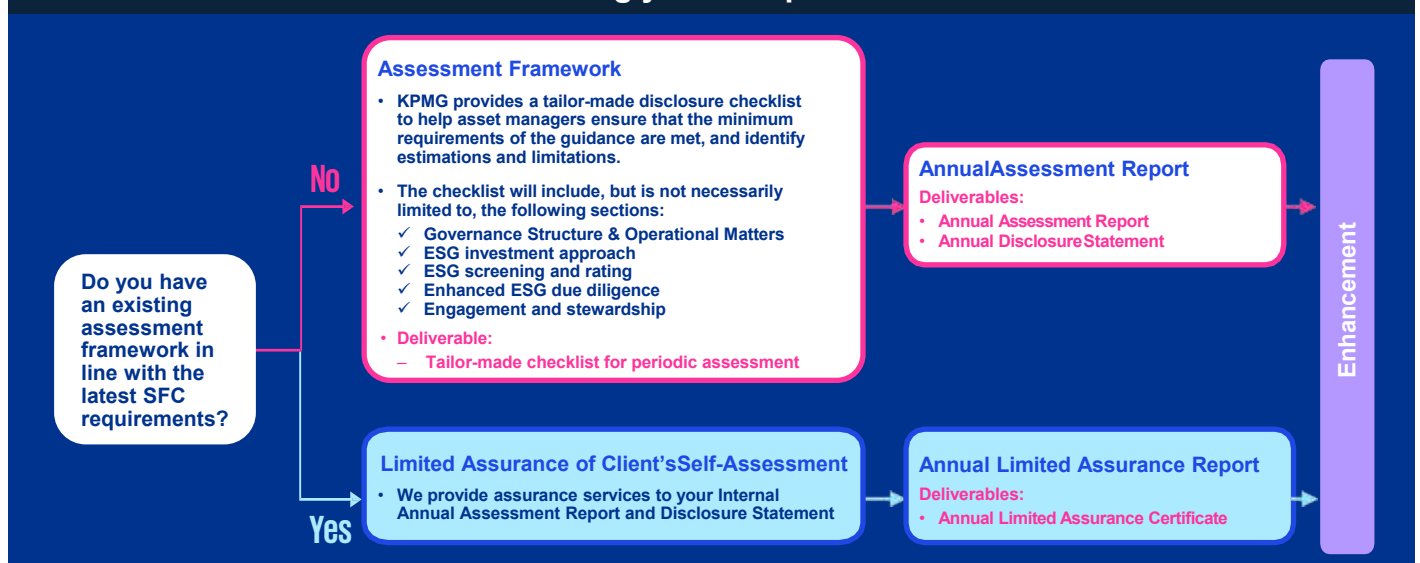 Do you have
an existing
assessment
framework in
line with the
latest SFC
requirements?
No
Assessment Framework
• KPMG provides a tailor-made disclosure checklist
to help asset managers ensure that the minimum
requirements of the guidance are met, and identify
estimations and limitations.
• The checklist will include, but is not necessarily
limited to, the following sections:
✓ Governance Structure & Operational Matters
✓ ESG investment approach
✓ ESG screening and rating
✓ Enhanced ESG due diligence
✓ Engagement and stewardship
• Deliverable:
– Tailor-made checklist for periodic assessment
AnnualAssessment Report
Deliverables:
• Annual Assessment Report
• Annual DisclosureStatement
Yes
Limited Assurance of Client'sSelf-Assessment
• We provide assurance services to your Internal
Annual Assessment Report and Disclosure Statement
Annual Limited Assurance Report
Deliverables:
• Annual Limited Assurance Certificate
Enhancement